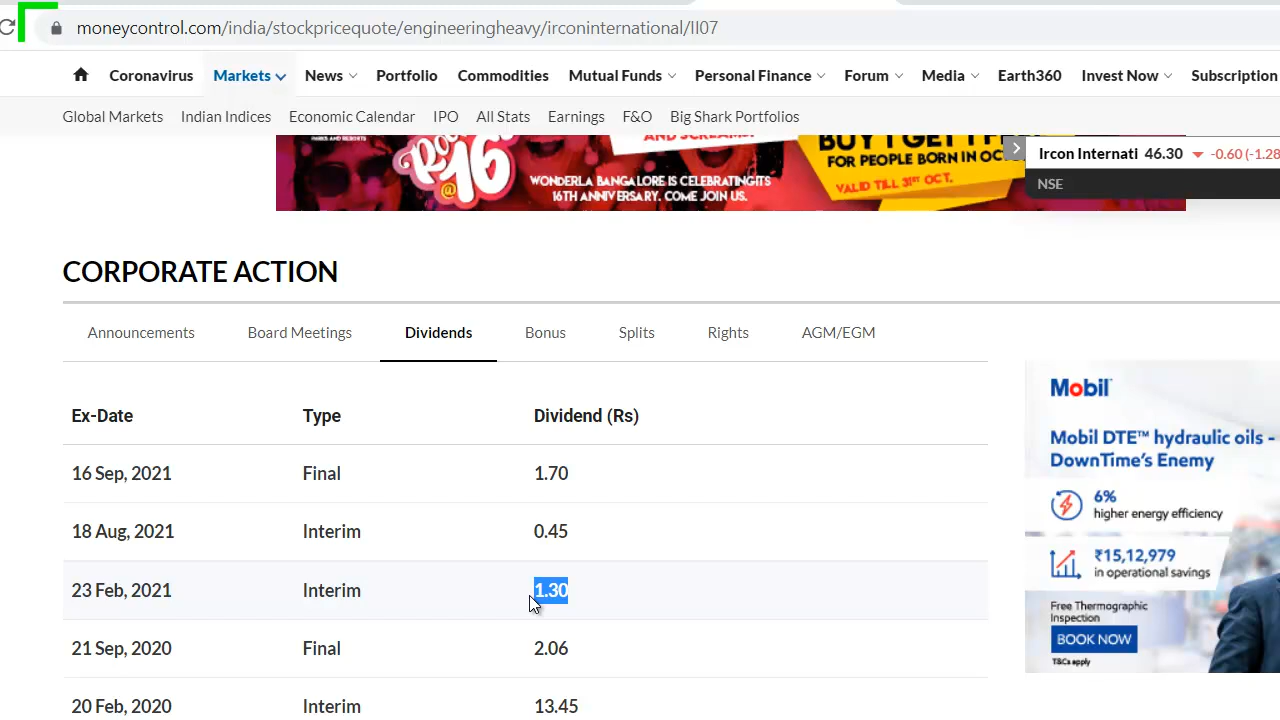 moneycontrol.com/india/stockpricequote/engineeringheavy/irconinternational/II07
Coronavirus Markets News Portfolio Commodities Mutual Funds Personal Finance Forum Media Earth360 Invest Now Subscription
Global Markets Indian Indices Economic Calendar IPO All Stats Earnings F&O Big Shark Portfolios
@16
AND SCREAMS.
WONDERLA BANGALORE IS CELEBRATING ITS
16TH ANNIVERSARY. COME JOIN US.
BUY 1 GET 1 FREE
FOR PEOPLE BORN IN OC
VALID TILL 31ST OCT.
Ircon Internati 46.30 -0.60 (-1.28
NSE
CORPORATE ACTION
Announcements Board Meetings Dividends Bonus Splits Rights AGM/EGM
Ex-Date Type Dividend (Rs)
16 Sep, 2021 Final 1.70
18 Aug, 2021 Interim 0.45
23 Feb, 2021 Interim 1.30
21 Sep, 2020 Final 2.06
20 Feb, 2020 Interim 13.45
Mobil
Mobil DTE™ hydraulic oils -
DownTime's Enemy
6%
higher energy efficiency
₹15,12,979
in operational savings
Free Thermographic
Inspection
BOOK NOW
T&Cs apply